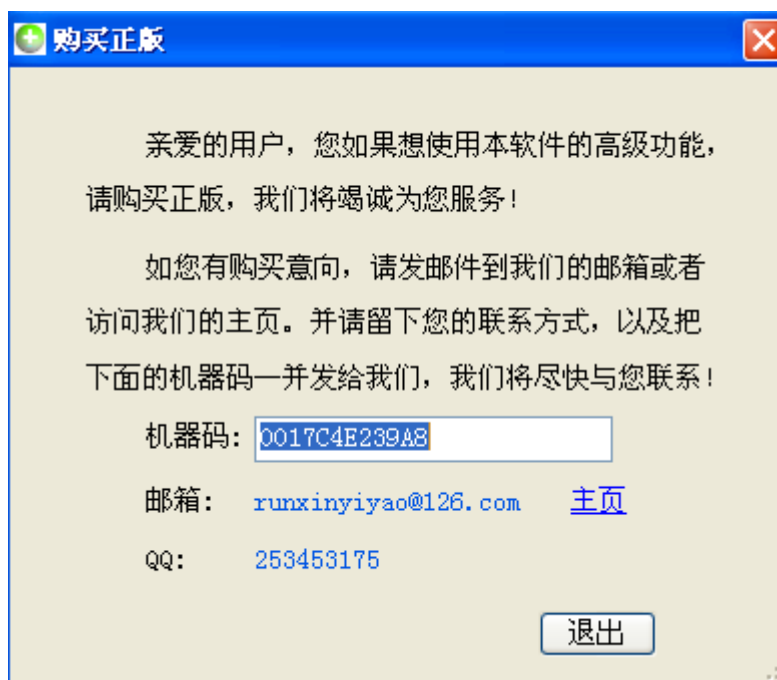 购买正版
亲爱的用户，您如果想使用本软件的高级功能，
请购买正版，我们将竭诚为您服务！
如您有购买意向，请发邮件到我们的邮箱或者
访问我们的主页。并请留下您的联系方式，以及把
下面的机器码一并发给我们，我们将尽快与您联系！
机器码： 0017C4E239A8
邮箱： runxinyiyao@126.com 主页
QQ: 253453175
退出